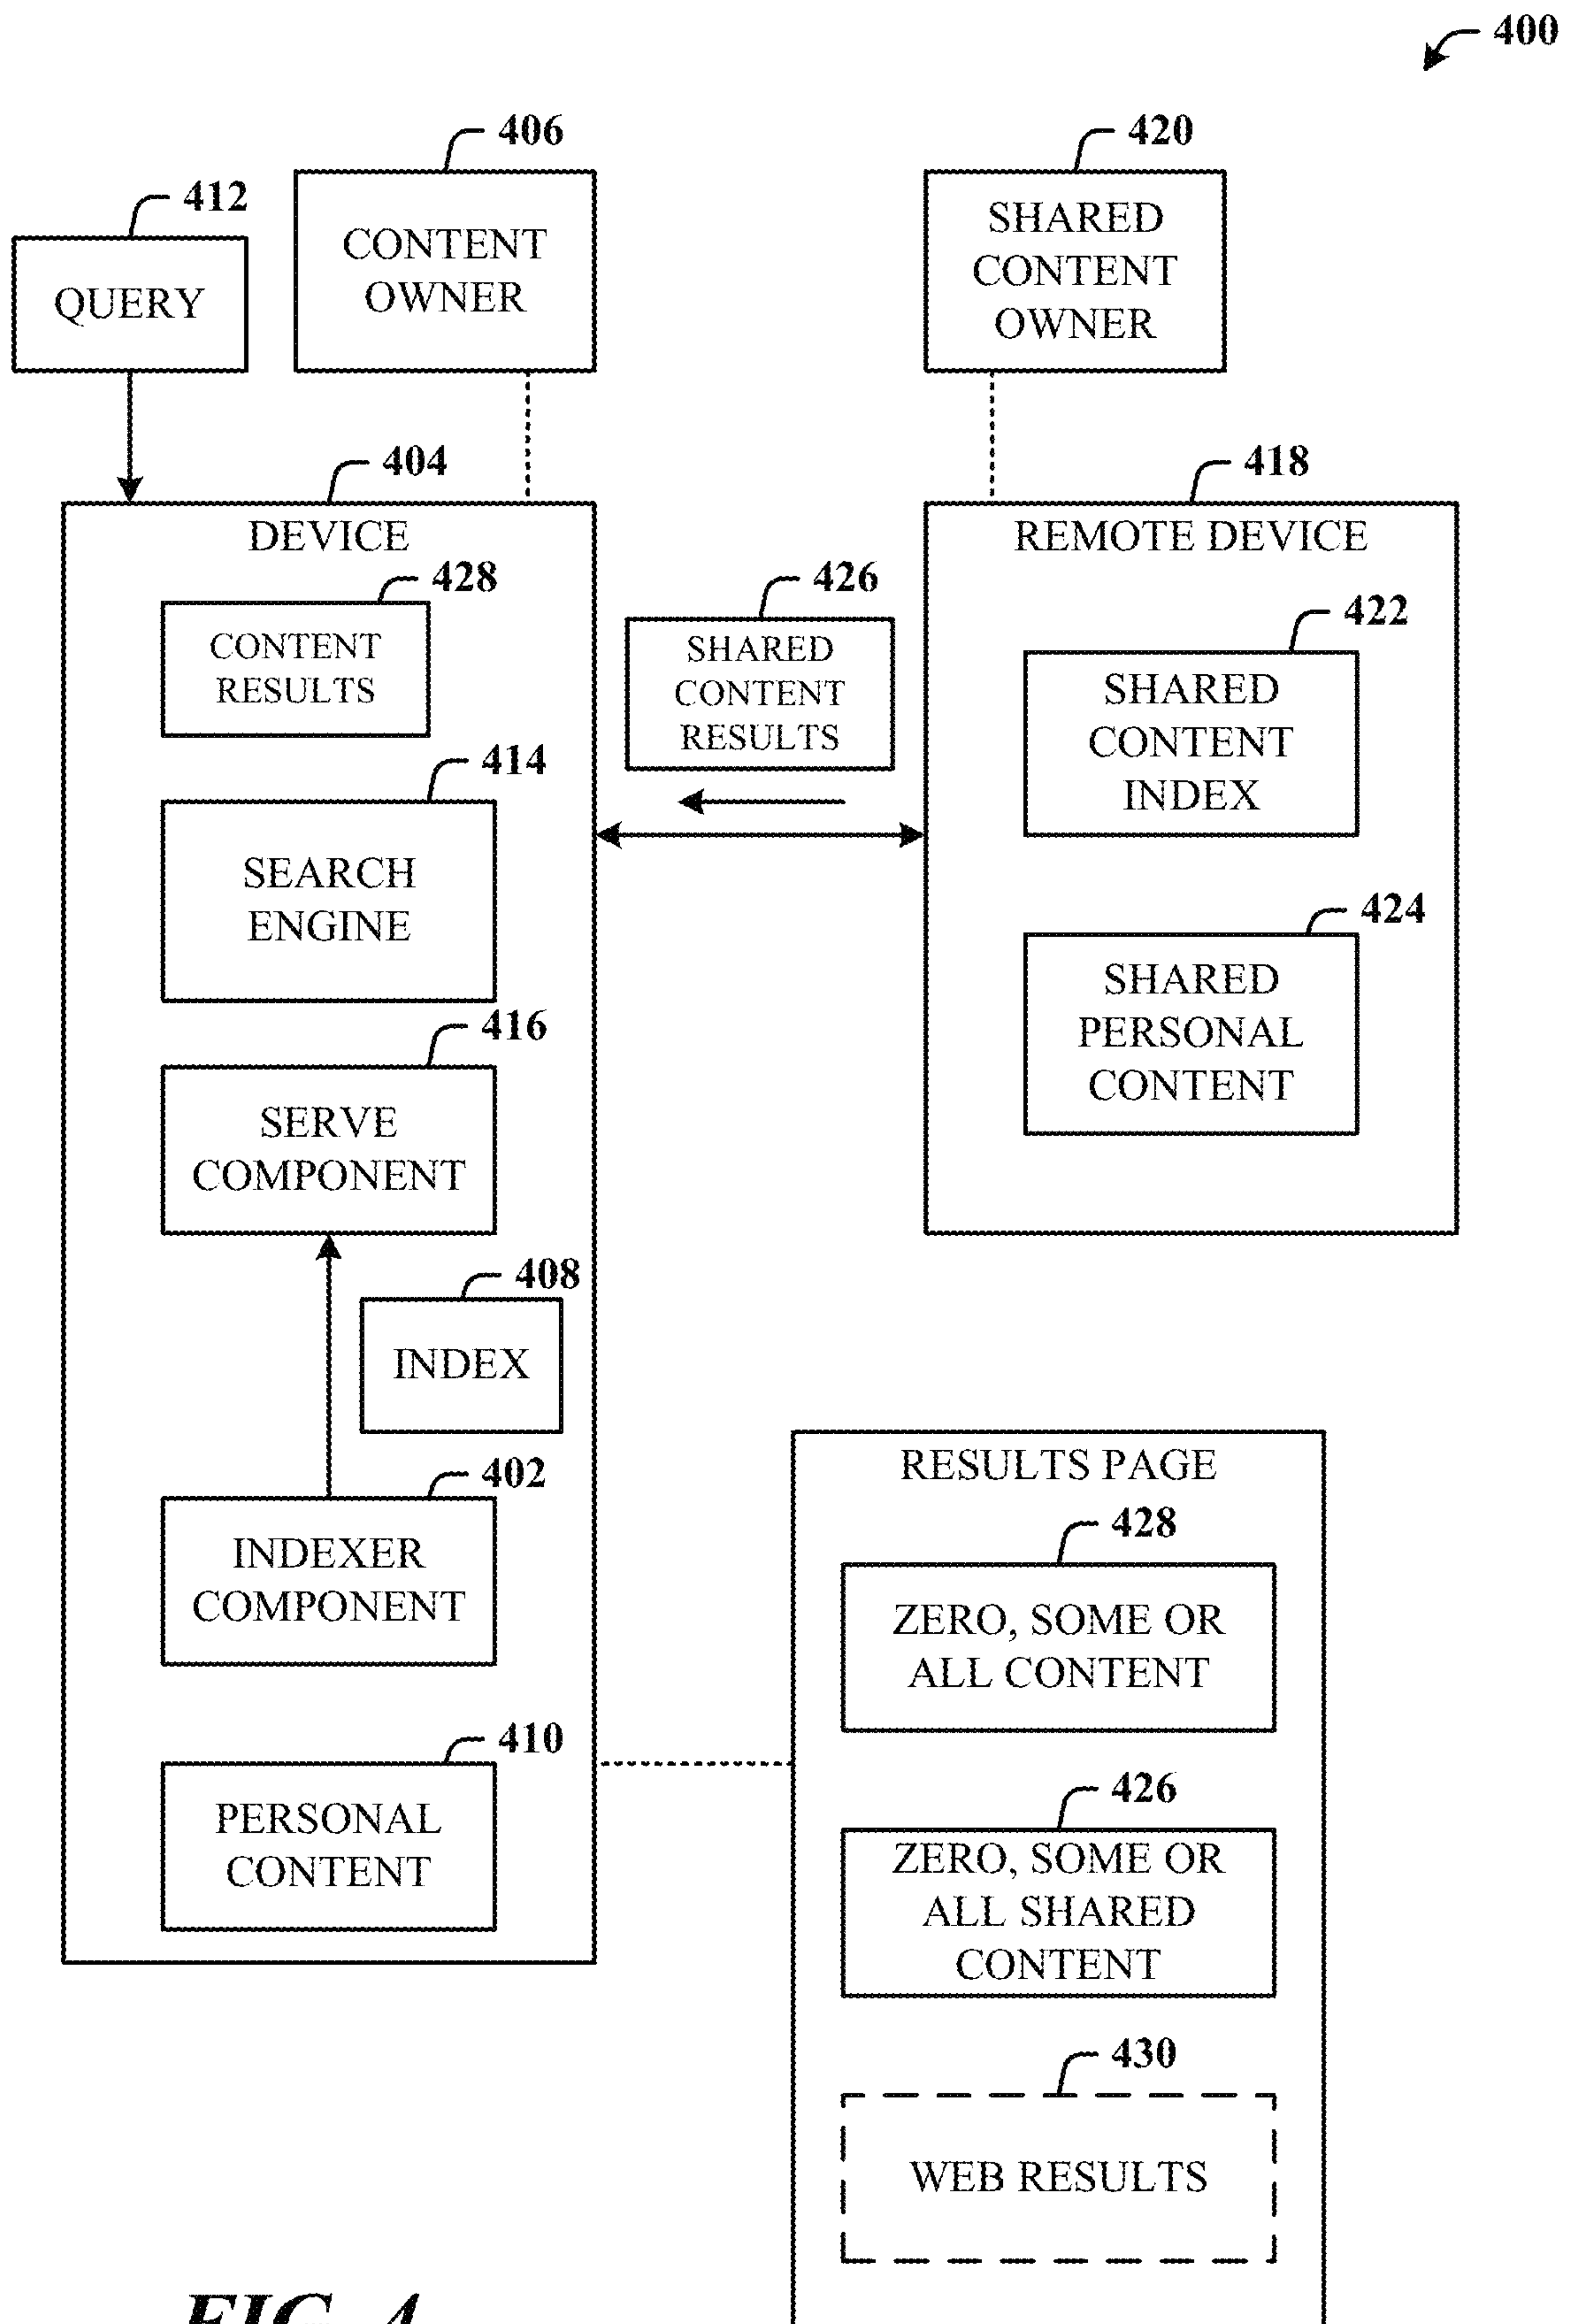 400
406
420
412
CONTENT
OWNER
SHARED
CONTENT
OWNER
QUERY
404
418
DEVICE
REMOTE DEVICE
428
426
422
CONTENT
RESULTS
SHARED
CONTENT
RESULTS
SHARED
CONTENT
INDEX
414
SEARCH
ENGINE
424
SHARED
PERSONAL
CONTENT
416
SERVE
COMPONENT
408
INDEX
402
INDEXER
COMPONENT
410
PERSONAL
CONTENT
RESULTS PAGE
428
ZERO, SOME OR
ALL CONTENT
426
ZERO, SOME OR
ALL SHARED
CONTENT
430
WEB RESULTS
FIG. 4